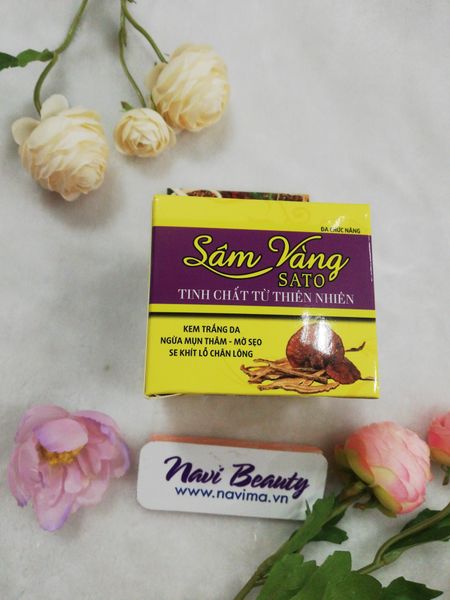 ĐA CHỨC NĂNG
Sâm Vàng
SATO
TINH CHẤT TỪ THIÊN NHIÊN
KEM TRẮNG DA
NGỪA MỤN THÂM - MỜ SẸO
SE KHÍT LỖ CHÂN LÔNG
Navi Beauty
www.navima.vn